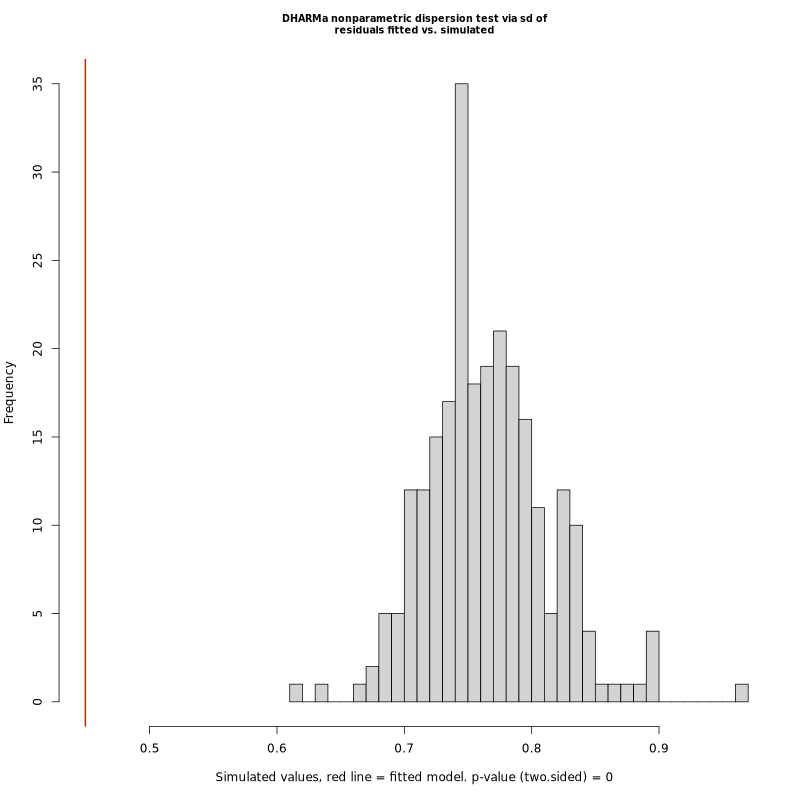 DHARMa nonparametric dispersion test via sd of
residuals fitted vs. simulated
Frequency
35
30
25
20
15
10
5
0
0.5 0.6 0.7 0.8 0.9
Simulated values, red line = fitted model. p-value (two.sided) = 0